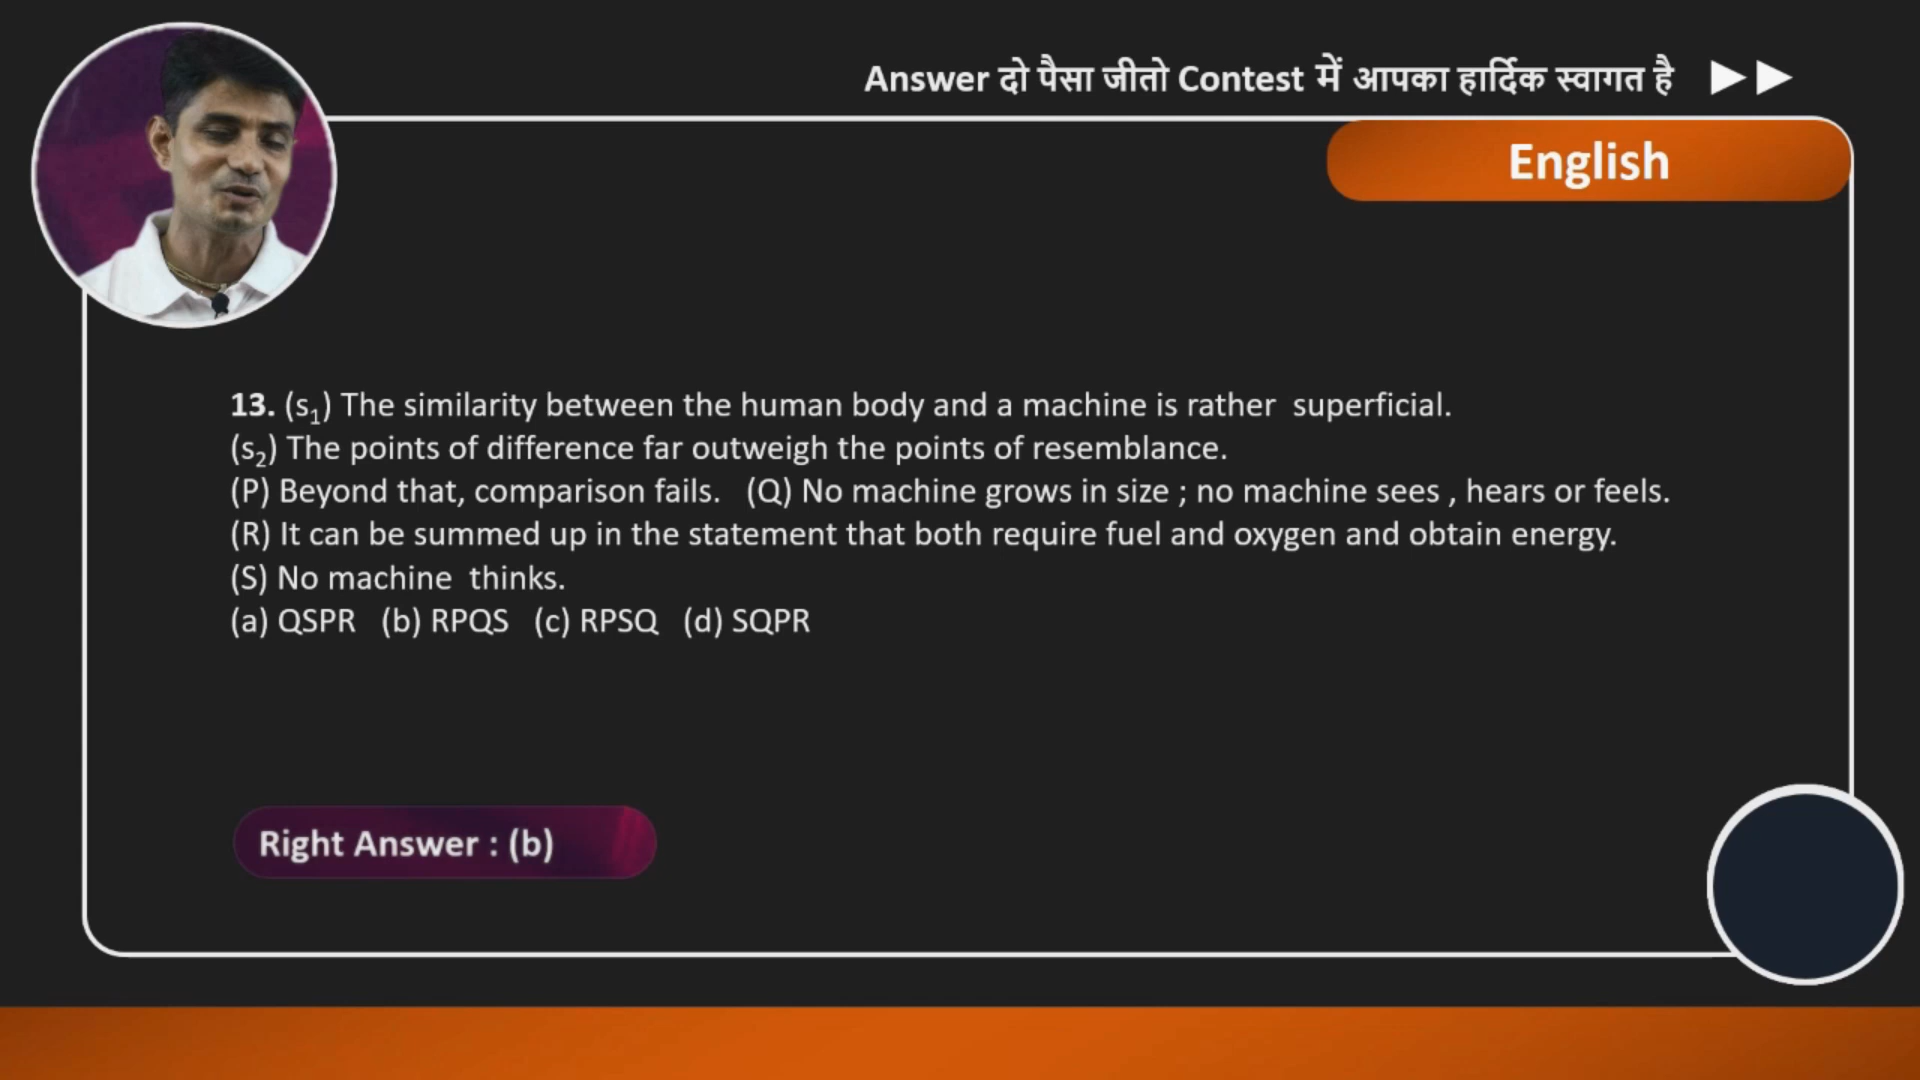 Answer दो पैसा जीतो Contest में आपका हार्दिक स्वागत है
English
13. (s₁) The similarity between the human body and a machine is rather superficial.
(s₂) The points of difference far outweigh the points of resemblance.
(P) Beyond that, comparison fails. (Q) No machine grows in size ; no machine sees , hears or feels.
(R) It can be summed up in the statement that both require fuel and oxygen and obtain energy.
(S) No machine thinks.
(a) QSPR (b) RPQS (c) RPSQ (d) SQPR
Right Answer : (b)